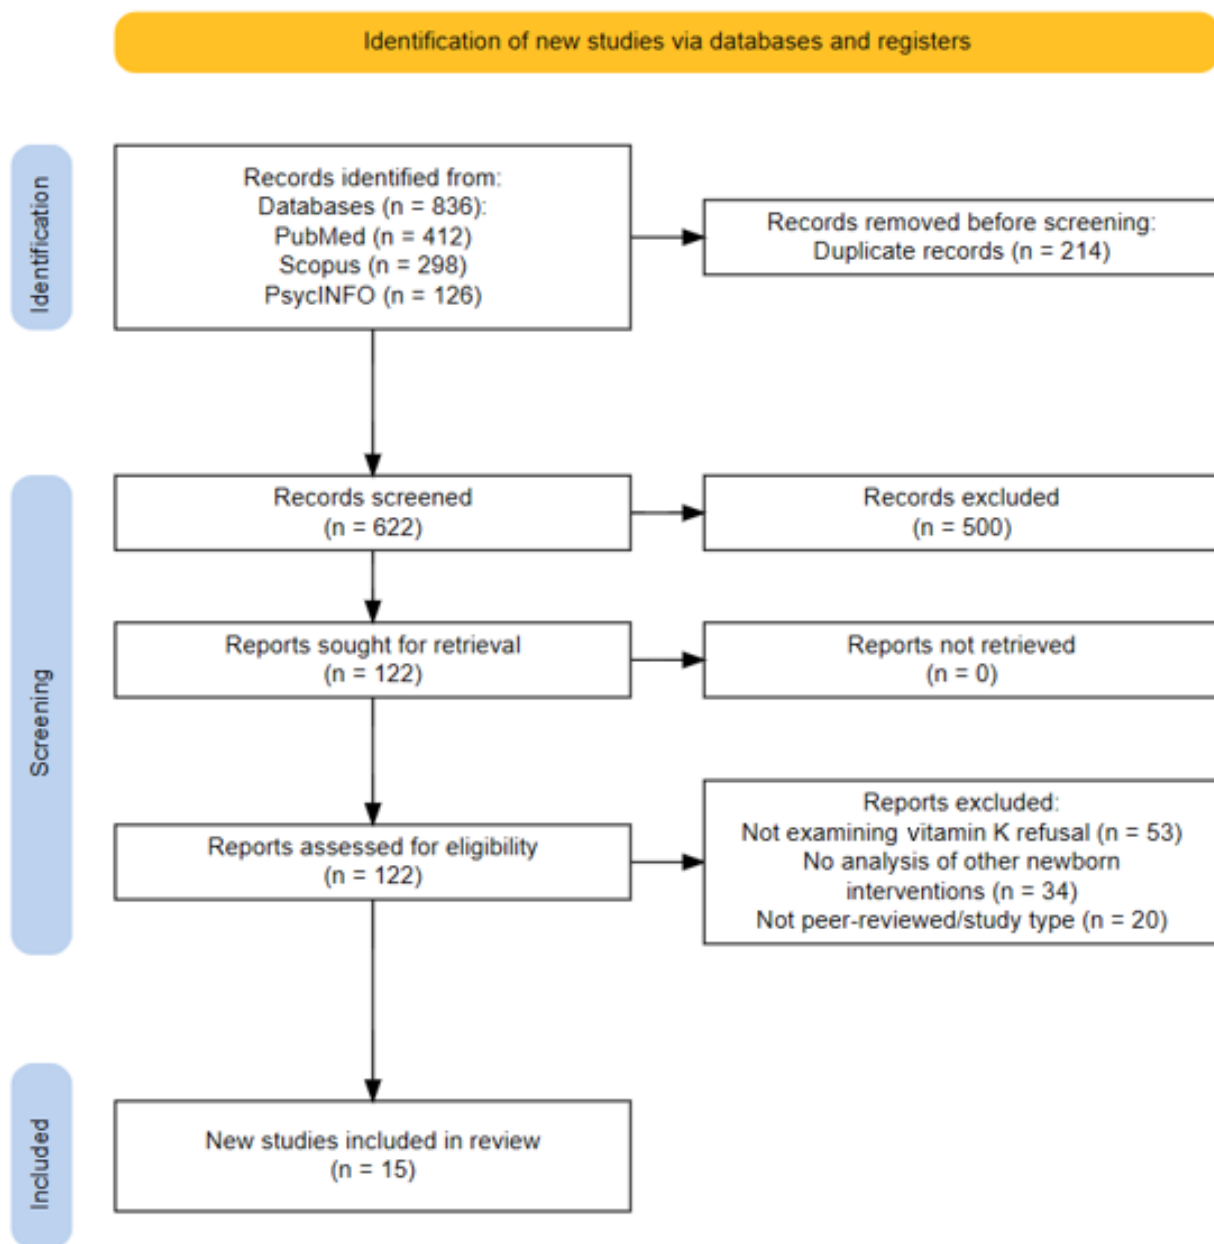 Identification of new studies via databases and registers
Identification
Records identified from:
Databases (n = 836):
PubMed (n = 412)
Scopus (n = 298)
PsycINFO (n = 126)
Records removed before screening:
Duplicate records (n = 214)
Screening
Records screened
(n = 622)
Records excluded
(n = 500)
Reports sought for retrieval
(n = 122)
Reports not retrieved
(n = 0)
Reports assessed for eligibility
(n = 122)
Reports excluded:
Not examining vitamin K refusal (n = 53)
No analysis of other newborn
interventions (n = 34)
Not peer-reviewed/study type (n = 20)
Included
New studies included in review
(n = 15)